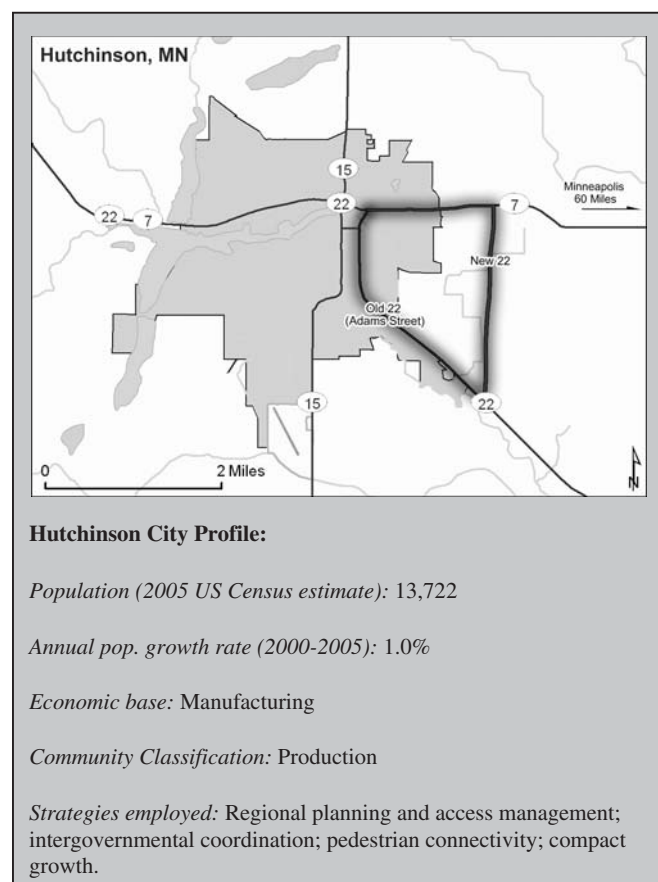 Hutchinson, MN
15
22
7
22
7
Minneapolis
60 Miles
New 22
Old 22
(Adams Street)
15
22
0
2 Miles
N
Hutchinson City Profile:
Population (2005 US Census estimate): 13,722
Annual pop. growth rate (2000-2005): 1.0%
Economic base: Manufacturing
Community Classification: Production
Strategies employed: Regional planning and access management;
intergovernmental coordination; pedestrian connectivity; compact
growth.